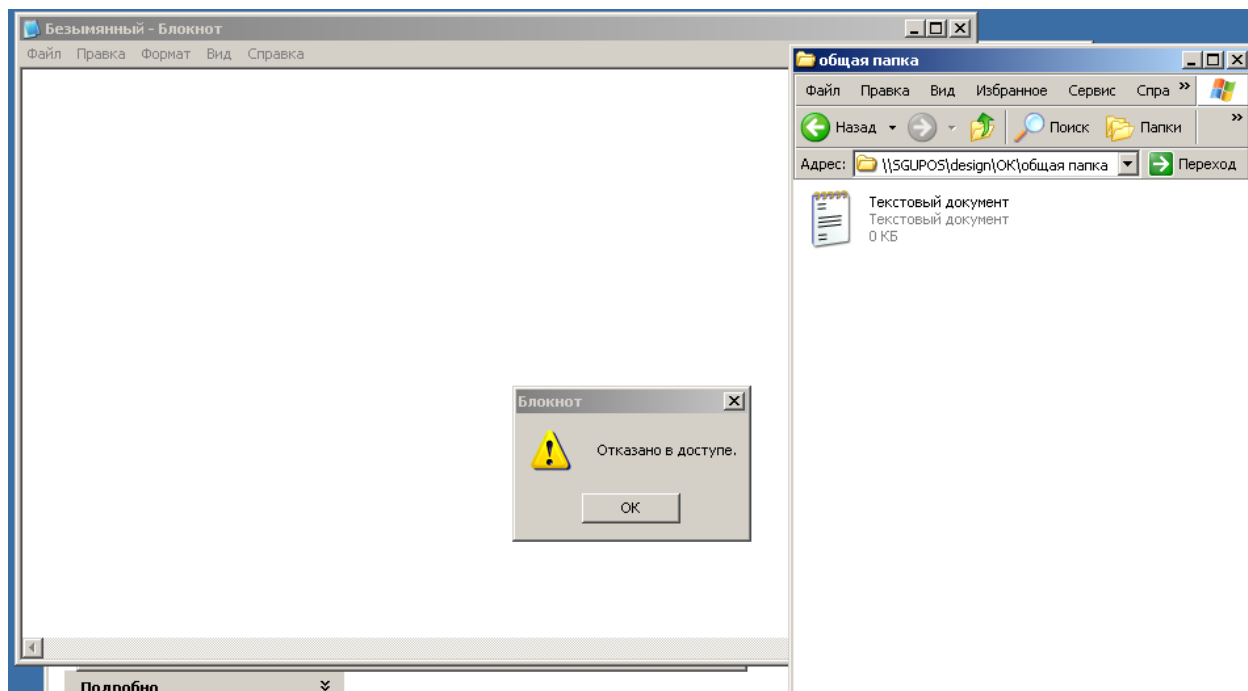 Безымянный - Блокнот
Файл Правка Формат Вид Справка
общая папка
Файл Правка Вид Избранное Сервис Спра »
Назад Поиск Папки »
Адрес: \\SGUPOS\design\OK\общая папка Переход
Текстовый документ
Текстовый документ
0 КБ
Блокнот
Отказано в доступе.
OK
Подробно